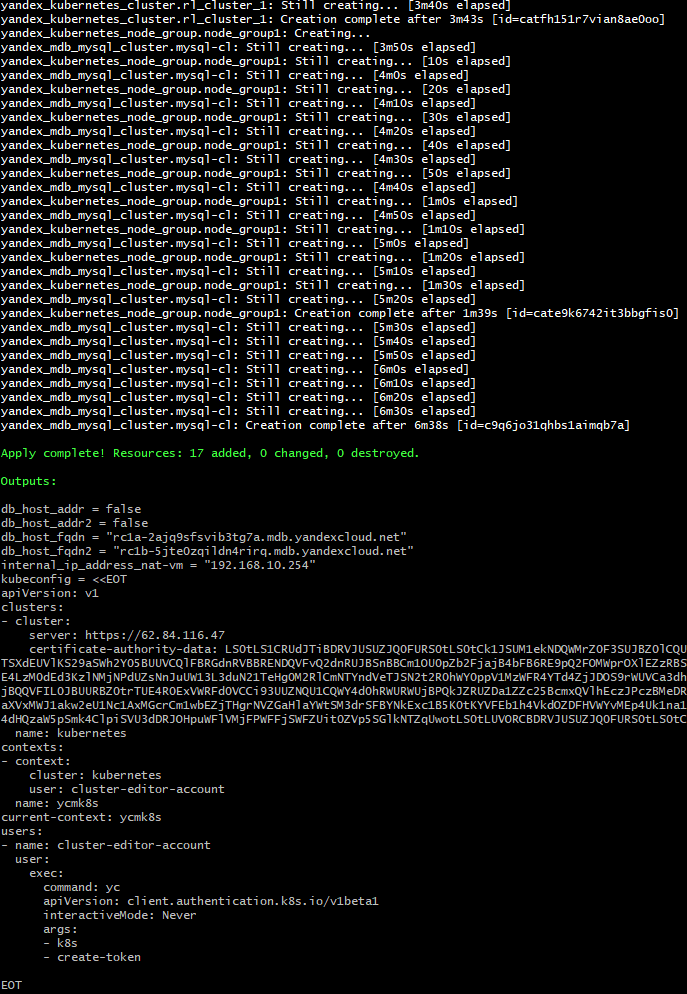 yandex_kubernetes_cluster.rl_cluster_1: Still creating... [3m40s elapsed]
yandex_kubernetes_cluster.rl_cluster_1: Creation complete after 3m43s [id=catfh151r7vian8ae0oo]
yandex_kubernetes_node_group.node_group1: Creating...
yandex_mdb_mysql_cluster.mysql-cl: Still creating... [3m50s elapsed]
yandex_kubernetes_node_group.node_group1: Still creating... [10s elapsed]
yandex_mdb_mysql_cluster.mysql-cl: Still creating... [4m0s elapsed]
yandex_kubernetes_node_group.node_group1: Still creating... [20s elapsed]
yandex_mdb_mysql_cluster.mysql-cl: Still creating... [4m10s elapsed]
yandex_kubernetes_node_group.node_group1: Still creating... [30s elapsed]
yandex_mdb_mysql_cluster.mysql-cl: Still creating... [4m20s elapsed]
yandex_kubernetes_node_group.node_group1: Still creating... [40s elapsed]
yandex_mdb_mysql_cluster.mysql-cl: Still creating... [4m30s elapsed]
yandex_kubernetes_node_group.node_group1: Still creating... [50s elapsed]
yandex_mdb_mysql_cluster.mysql-cl: Still creating... [4m40s elapsed]
yandex_kubernetes_node_group.node_group1: Still creating... [1m0s elapsed]
yandex_mdb_mysql_cluster.mysql-cl: Still creating... [4m50s elapsed]
yandex_kubernetes_node_group.node_group1: Still creating... [1m10s elapsed]
yandex_mdb_mysql_cluster.mysql-cl: Still creating... [5m0s elapsed]
yandex_kubernetes_node_group.node_group1: Still creating... [1m20s elapsed]
yandex_mdb_mysql_cluster.mysql-cl: Still creating... [5m10s elapsed]
yandex_kubernetes_node_group.node_group1: Still creating... [1m30s elapsed]
yandex_mdb_mysql_cluster.mysql-cl: Still creating... [5m20s elapsed]
yandex_kubernetes_node_group.node_group1: Creation complete after 1m39s [id=cate9k6742it3bbgfis0]
yandex_mdb_mysql_cluster.mysql-cl: Still creating... [5m30s elapsed]
yandex_mdb_mysql_cluster.mysql-cl: Still creating... [5m40s elapsed]
yandex_mdb_mysql_cluster.mysql-cl: Still creating... [5m50s elapsed]
yandex_mdb_mysql_cluster.mysql-cl: Still creating... [6m0s elapsed]
yandex_mdb_mysql_cluster.mysql-cl: Still creating... [6m10s elapsed]
yandex_mdb_mysql_cluster.mysql-cl: Still creating... [6m20s elapsed]
yandex_mdb_mysql_cluster.mysql-cl: Still creating... [6m30s elapsed]
yandex_mdb_mysql_cluster.mysql-cl: Creation complete after 6m38s [id=c9q6jo31qhbs1aimqb7a]
Apply complete! Resources: 17 added, 0 changed, 0 destroyed.
Outputs:
db_host_addr = false
db_host_addr2 = false
db_host_fqdn = "rc1a-2ajq9sfsvib3tg7a.mdb.yandexcloud.net"
db_host_fqdn2 = "rc1b-5jte0zqildn4rirq.mdb.yandexcloud.net"
internal_ip_address_nat-vm = "192.168.10.254"
kubeconfig = <<EOT
apiVersion: v1
clusters:
- cluster:
server: https://62.84.116.47
certificate-authority-data:
name: kubernetes
contexts:
- context:
cluster: kubernetes
user: cluster-editor-account
name: ycmk8s
current-context: ycmk8s
users:
- name: cluster-editor-account
user:
exec:
command: yc
apiVersion: client.authentication.k8s.io/v1beta1
interactiveMode: Never
args:
- k8s
- create-token
EOT